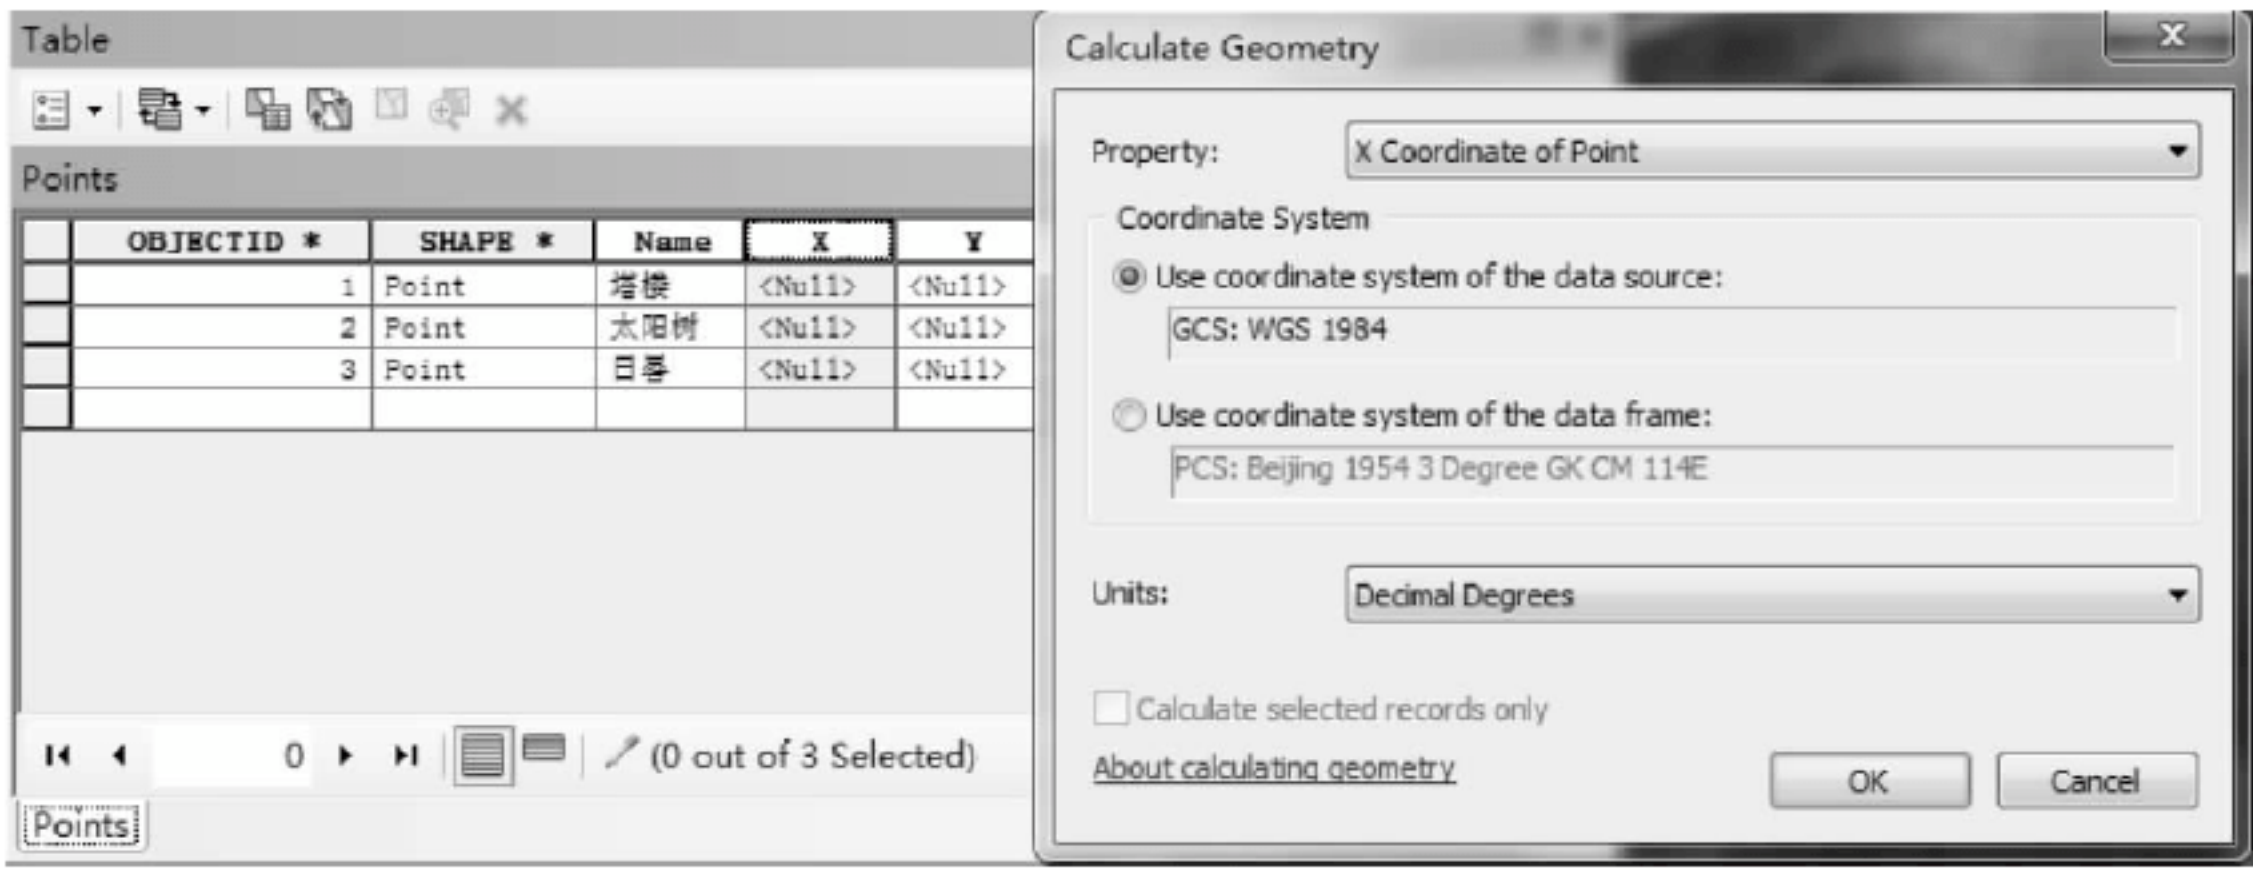 Table
Points
OBJECTID * SHAPE * Name X Y
1 Point 塔楼 <Null> <Null>
2 Point 太阳树 <Null> <Null>
3 Point 日晷 <Null> <Null>
0 (0 out of 3 Selected)
Points
Calculate Geometry
Property: X Coordinate of Point
Coordinate System
Use coordinate system of the data source:
GCS: WGS 1984
Use coordinate system of the data frame:
PCS: Beijing 1954 3 Degree GK CM 114E
Units: Decimal Degrees
Calculate selected records only
About calculating geometry
OK Cancel